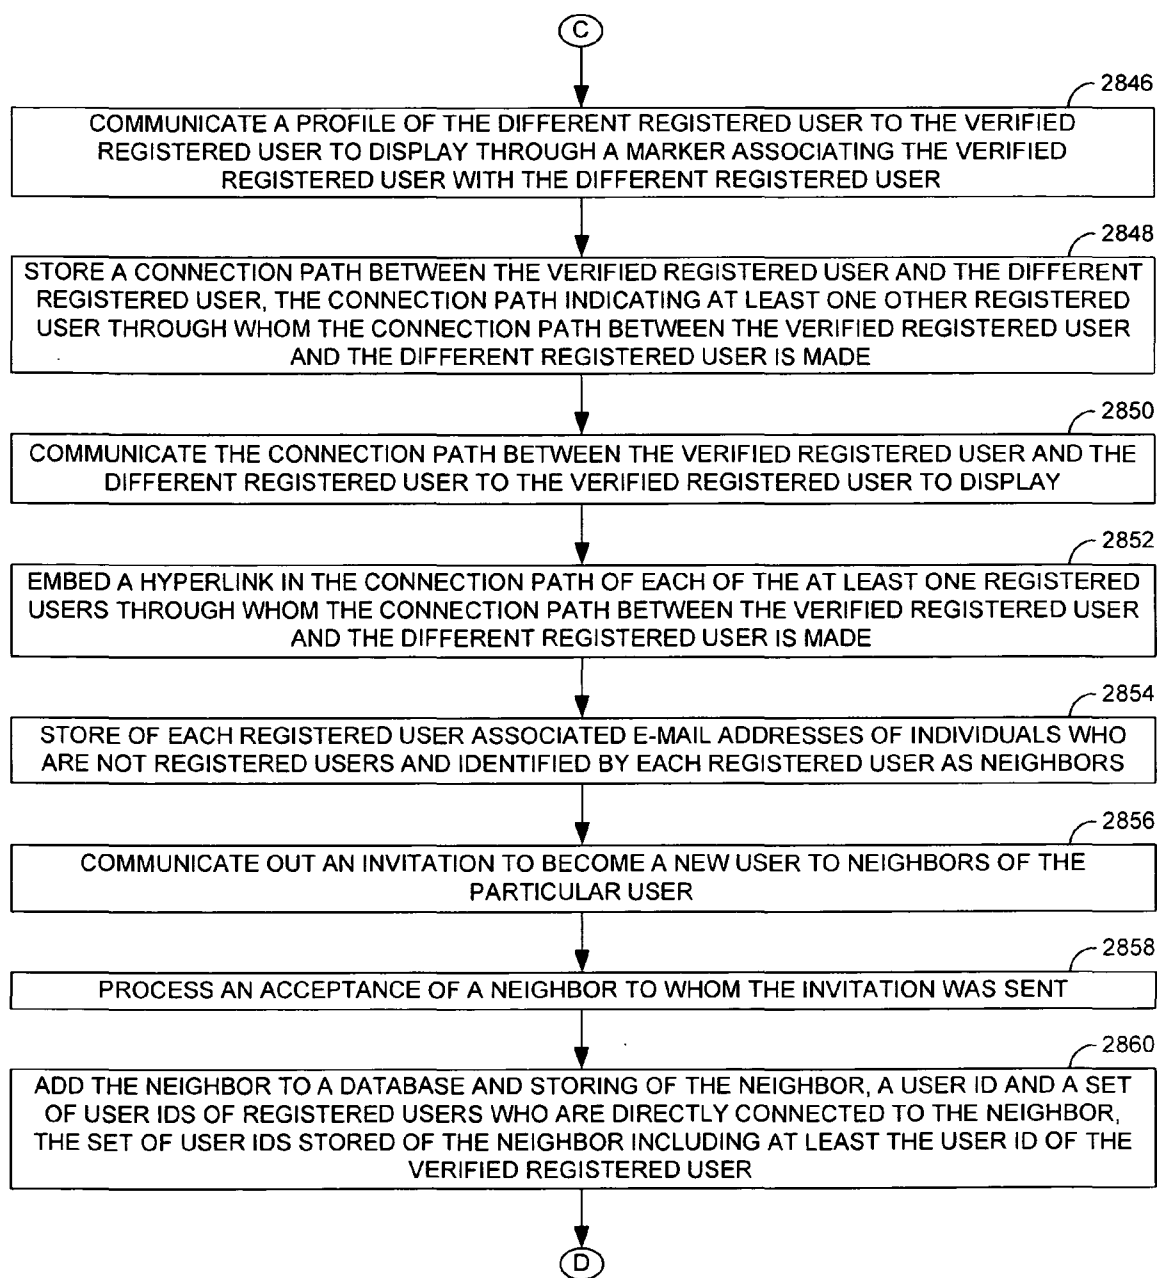 C
2846
COMMUNICATE A PROFILE OF THE DIFFERENT REGISTERED USER TO THE VERIFIED
REGISTERED USER TO DISPLAY THROUGH A MARKER ASSOCIATING THE VERIFIED
REGISTERED USER WITH THE DIFFERENT REGISTERED USER
2848
STORE A CONNECTION PATH BETWEEN THE VERIFIED REGISTERED USER AND THE DIFFERENT
REGISTERED USER, THE CONNECTION PATH INDICATING AT LEAST ONE OTHER REGISTERED
USER THROUGH WHOM THE CONNECTION PATH BETWEEN THE VERIFIED REGISTERED USER
AND THE DIFFERENT REGISTERED USER IS MADE
2850
COMMUNICATE THE CONNECTION PATH BETWEEN THE VERIFIED REGISTERED USER AND THE
DIFFERENT REGISTERED USER TO THE VERIFIED REGISTERED USER TO DISPLAY
2852
EMBED A HYPERLINK IN THE CONNECTION PATH OF EACH OF THE AT LEAST ONE REGISTERED
USERS THROUGH WHOM THE CONNECTION PATH BETWEEN THE VERIFIED REGISTERED USER
AND THE DIFFERENT REGISTERED USER IS MADE
2854
STORE OF EACH REGISTERED USER ASSOCIATED E-MAIL ADDRESSES OF INDIVIDUALS WHO
ARE NOT REGISTERED USERS AND IDENTIFIED BY EACH REGISTERED USER AS NEIGHBORS
2856
COMMUNICATE OUT AN INVITATION TO BECOME A NEW USER TO NEIGHBORS OF THE
PARTICULAR USER
2858
PROCESS AN ACCEPTANCE OF A NEIGHBOR TO WHOM THE INVITATION WAS SENT
2860
ADD THE NEIGHBOR TO A DATABASE AND STORING OF THE NEIGHBOR, A USER ID AND A SET
OF USER IDS OF REGISTERED USERS WHO ARE DIRECTLY CONNECTED TO THE NEIGHBOR,
THE SET OF USER IDS STORED OF THE NEIGHBOR INCLUDING AT LEAST THE USER ID OF THE
VERIFIED REGISTERED USER
D